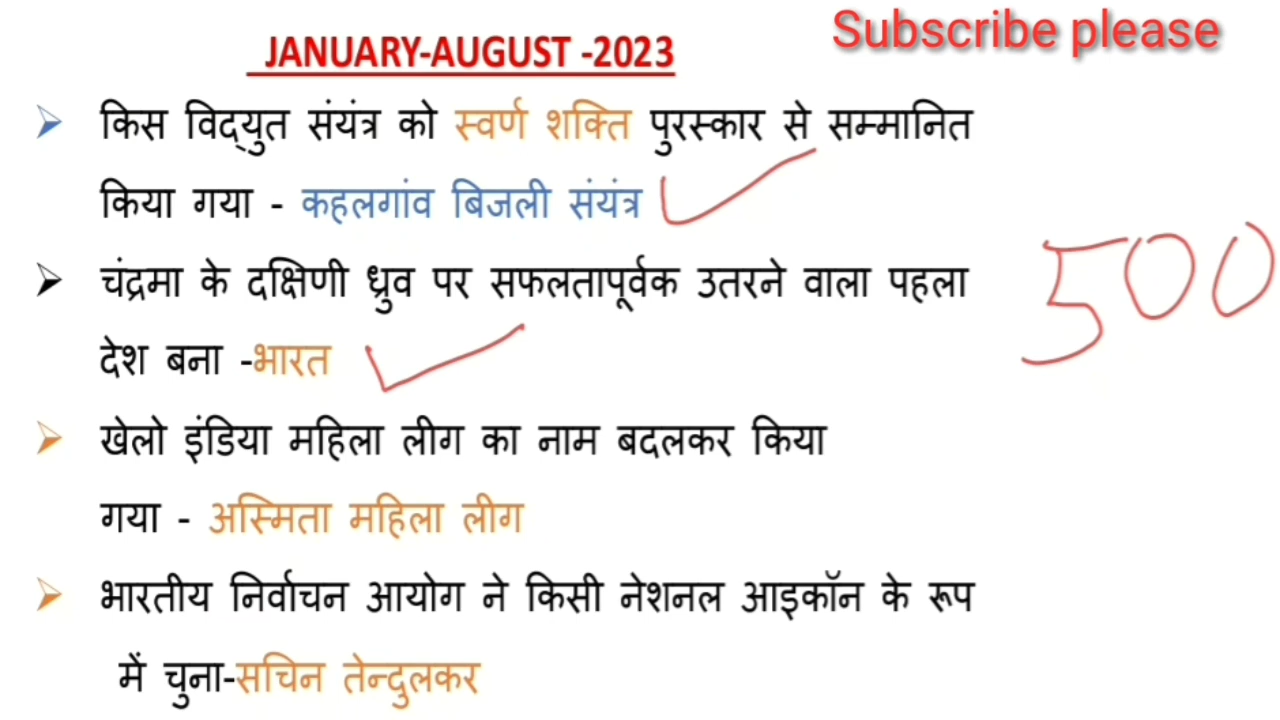 Subscribe please
JANUARY-AUGUST -2023
किस विद्युत संयंत्र को स्वर्ण शक्ति पुरस्कार से सम्मानित
किया गया - कहलगांव बिजली संयंत्र
500
चंद्रमा के दक्षिणी ध्रुव पर सफलतापूर्वक उतरने वाला पहला
देश बना -भारत
खेलो इंडिया महिला लीग का नाम बदलकर किया
गया - अस्मिता महिला लीग
भारतीय निर्वाचन आयोग ने किसी नेशनल आइकॉन के रूप
में चुना-सचिन तेन्दुलकर